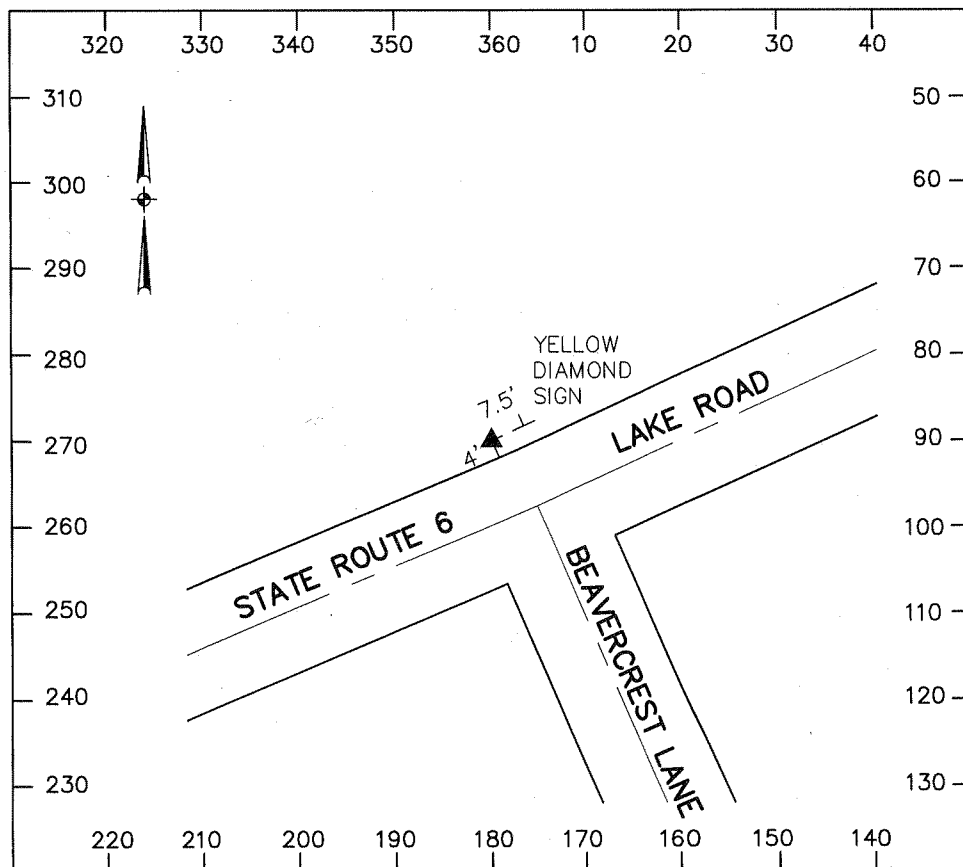 320 330 340 350 360 10 20 30 40
310 50
300 60
290 70
280 80
YELLOW
DIAMOND
SIGN
7.5'
LAKE ROAD
270 90
4'
260 100
STATE ROUTE 6
BEAVERCREST LANE
250 110
240 120
230 130
220 210 200 190 180 170 160 150 140